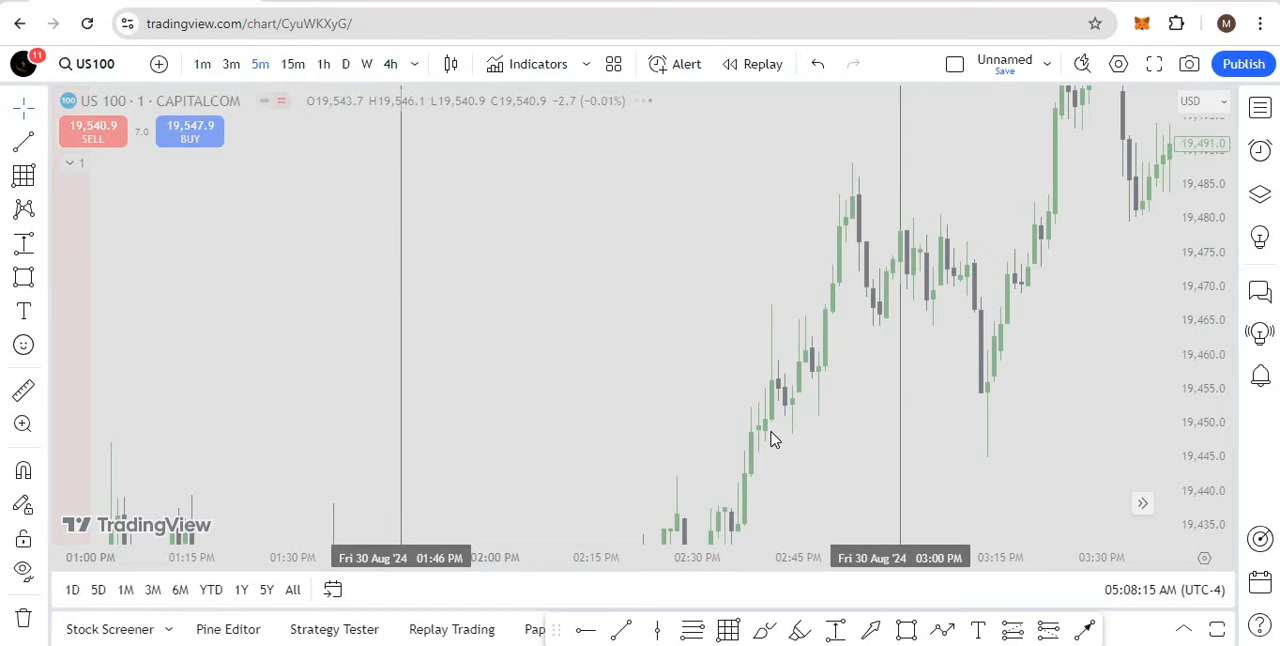 tradingview.com/chart/CyuWKXyG/
M
11
US100
1m 3m 5m 15m 1h D W 4h
Indicators
Alert
Replay
Unnamed
Save
Publish
100
US 100 · 1 · CAPITALCOM
O19,543.7 H19,546.1 L19,540.9 C19,540.9 −2.7 (−0.01%)
USD
19,540.9
SELL
7.0
19,547.9
BUY
1
19,491.0
19,485.0
19,480.0
19,475.0
19,470.0
19,465.0
19,460.0
19,455.0
19,450.0
19,445.0
19,440.0
19,435.0
TradingView
01:00 PM 01:15 PM 01:30 PM Fri 30 Aug '24 01:46 PM 02:00 PM 02:15 PM 02:30 PM 02:45 PM Fri 30 Aug '24 03:00 PM 03:15 PM 03:30 PM
1D 5D 1M 3M 6M YTD 1Y 5Y All
05:08:15 AM (UTC-4)
Stock Screener Pine Editor Strategy Tester Replay Trading Pap